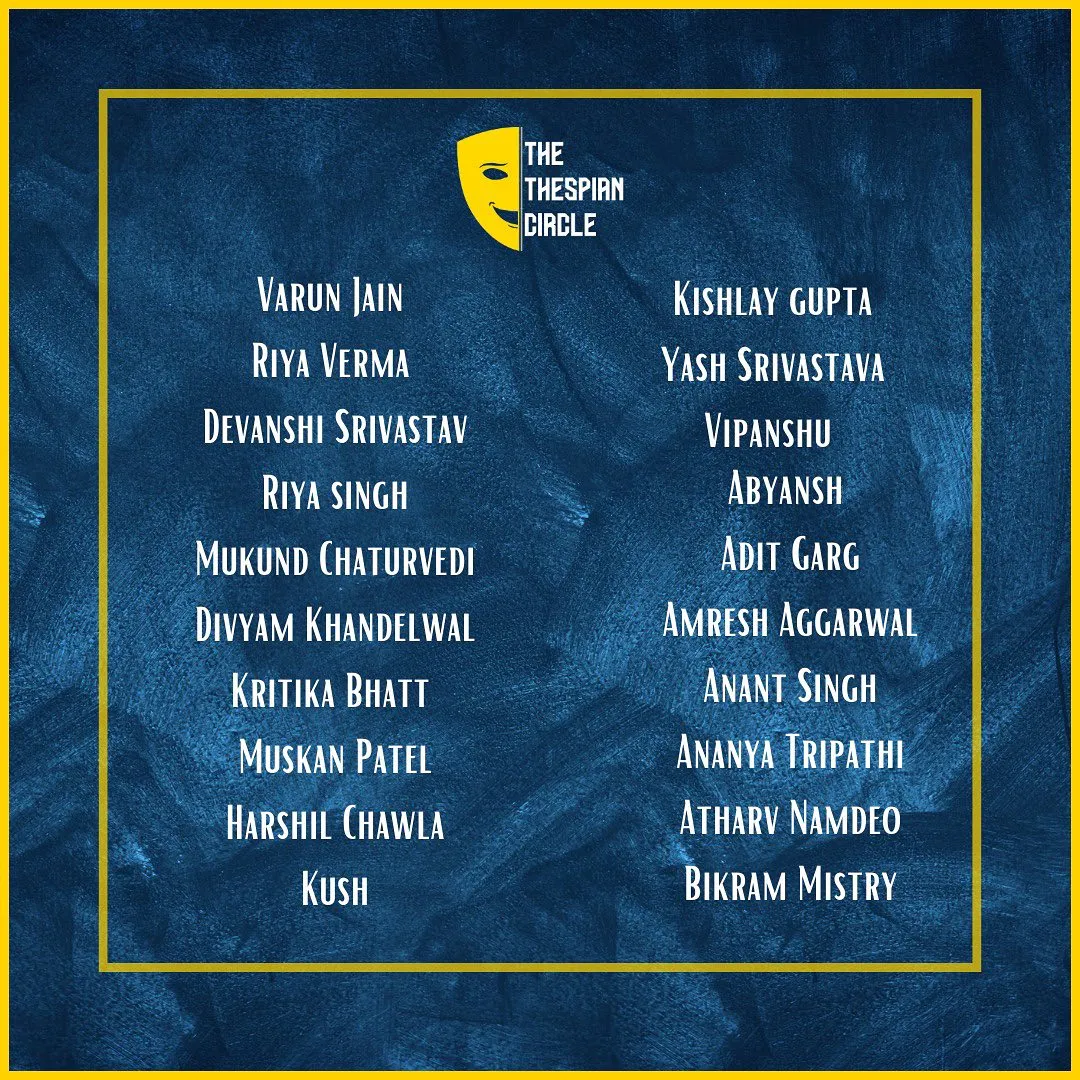 THE
THESPIAN
CIRCLE
VARUN JAIN
RIYA VERMA
DEVANSHI SRIVASTAV
RIYA SINGH
MUKUND CHATURVEDI
DIVYAM KHANDELWAL
KRITIKA BHATT
MUSKAN PATEL
HARSHIL CHAWLA
KUSH
KISHLAY GUPTA
YASH SRIVASTAVA
VIPANSHU
ABYANSH
ADIT GARG
AMRESH AGGARWAL
ANANT SINGH
ANANYA TRIPATHI
ATHARV NAMDEO
BIKRAM MISTRY